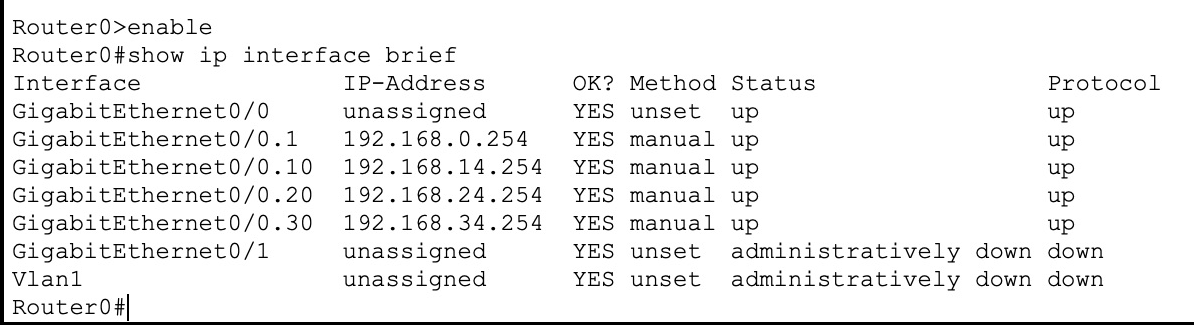 Router0>enable
Router0#show ip interface brief
Interface              IP-Address      OK? Method Status                Protocol
GigabitEthernet0/0     unassigned      YES unset  up                    up
GigabitEthernet0/0.1   192.168.0.254   YES manual up                    up
GigabitEthernet0/0.10  192.168.14.254  YES manual up                    up
GigabitEthernet0/0.20  192.168.24.254  YES manual up                    up
GigabitEthernet0/0.30  192.168.34.254  YES manual up                    up
GigabitEthernet0/1     unassigned      YES unset  administratively down down
Vlan1                  unassigned      YES unset  administratively down down
Router0#